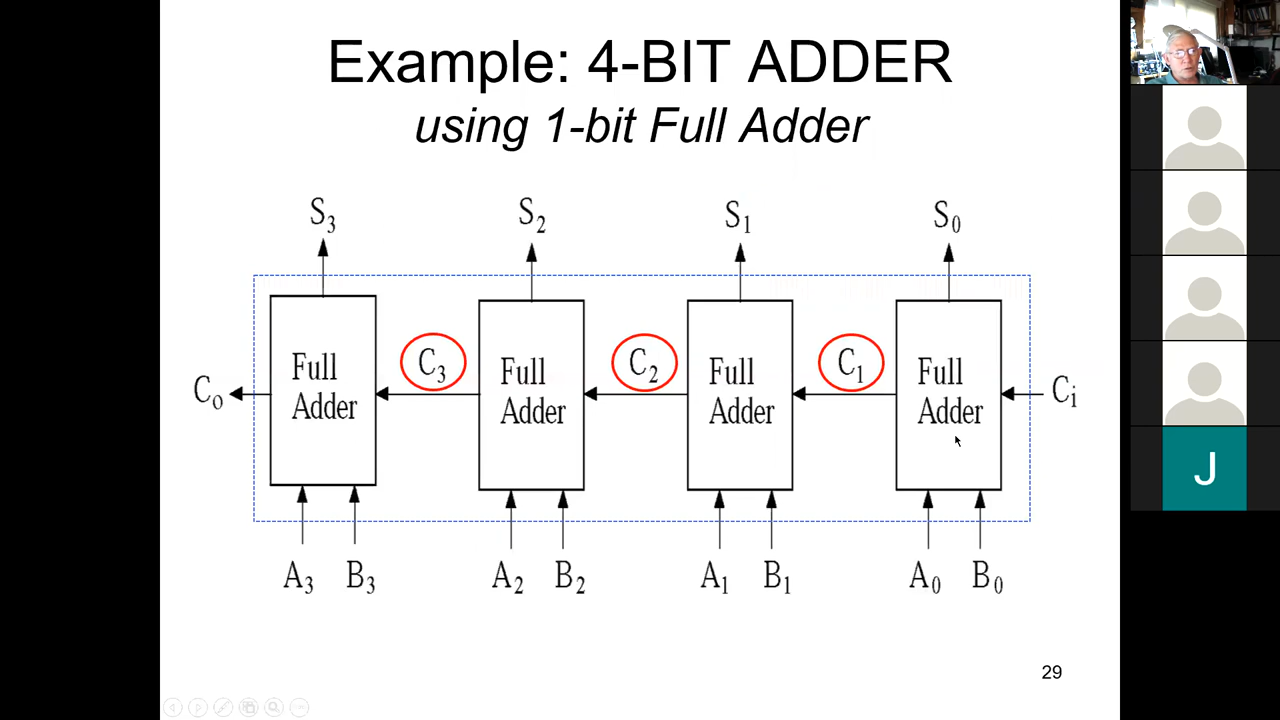 Example: 4-BIT ADDER
using 1-bit Full Adder
S3 S2 S1 S0
Co Full Adder C3 Full Adder C2 Full Adder C1 Full Adder Ci
A3 B3 A2 B2 A1 B1 A0 B0
29
J